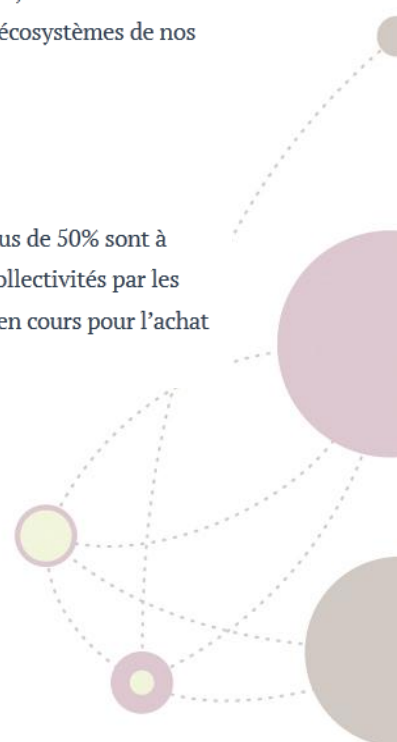 écosystèmes de nos
us de 50% sont à
ollectivités par les
en cours pour l’achat